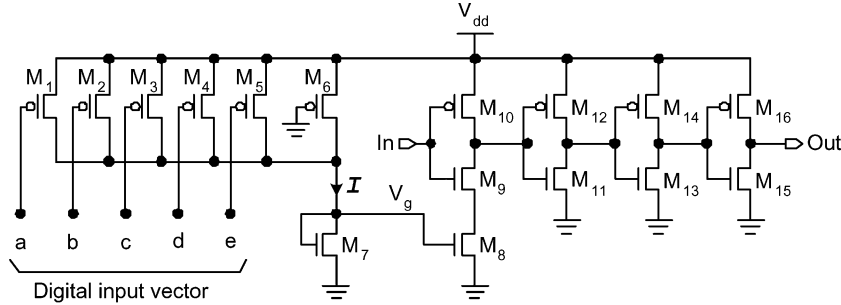 Vdd
M1
M2
M3
M4
M5
M6
M10
M12
M14
M16
In
Out
I
Vg
M9
M11
M13
M15
a
b
c
d
e
M7
M8
Digital input vector